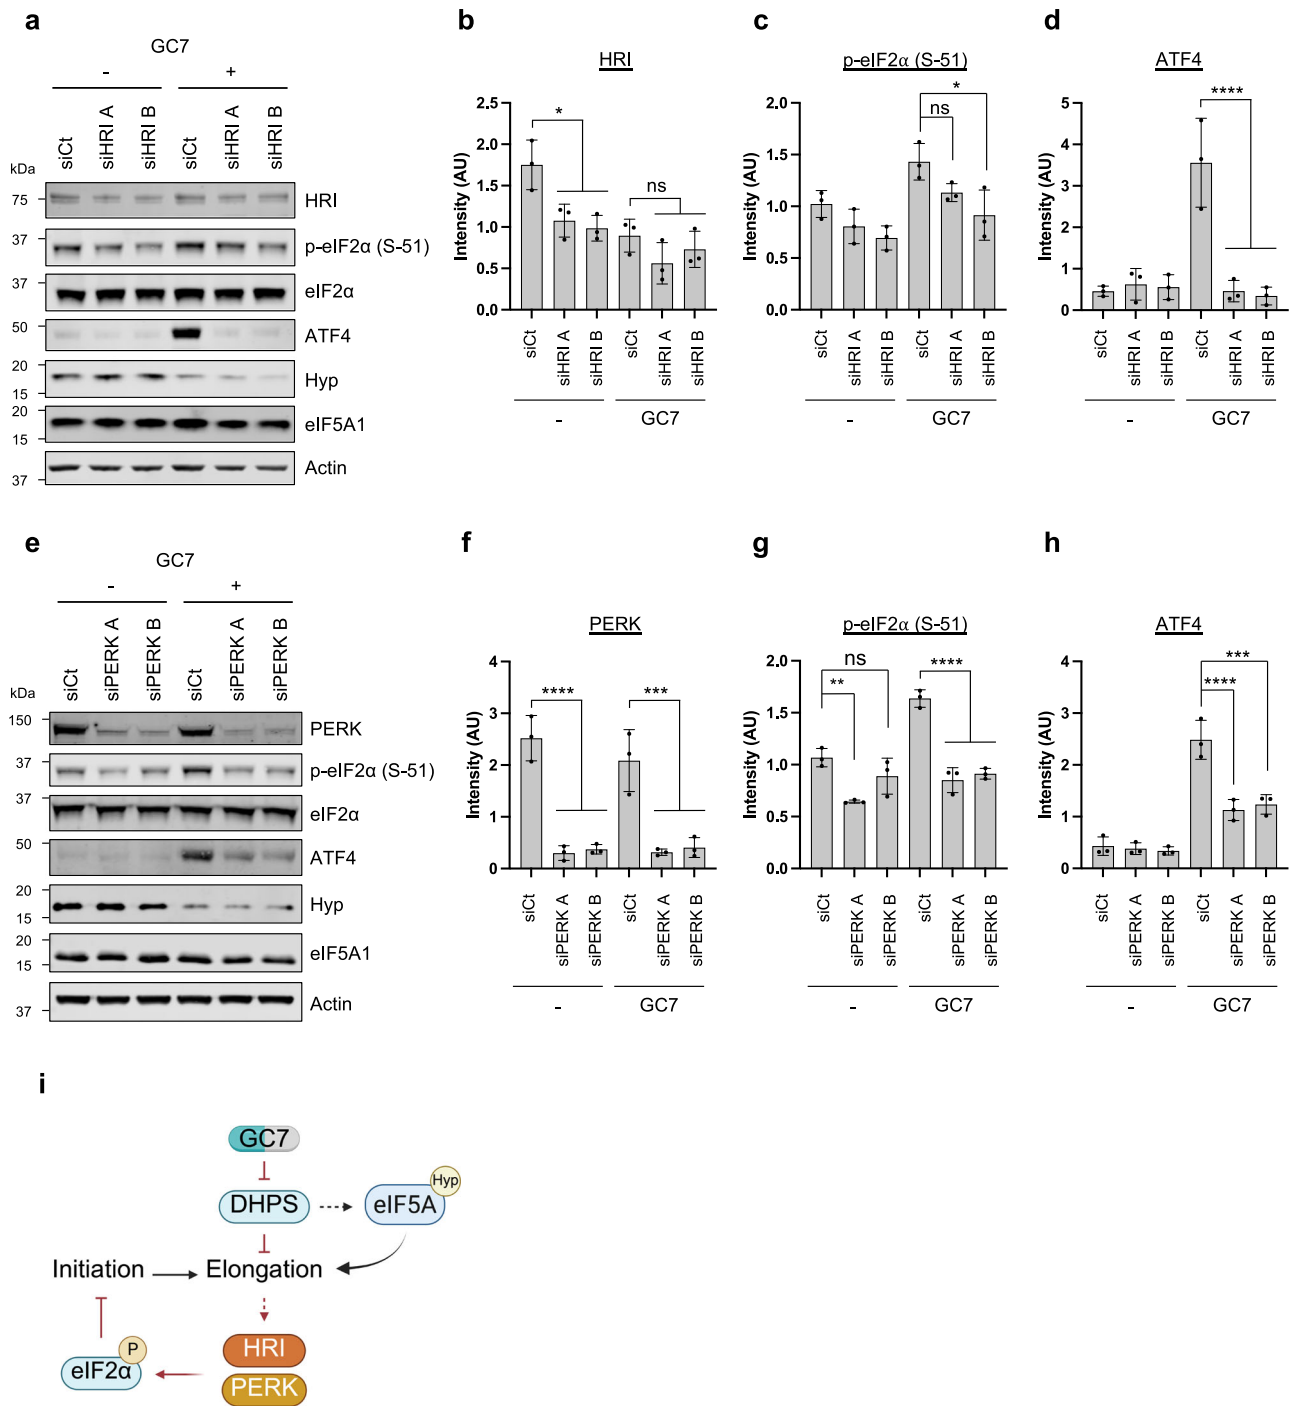 a
GC7
- +
siCt siHRI A siHRI B siCt siHRI A siHRI B
kDa
75 HRI
37 p-eIF2α (S-51)
37 eIF2α
50 ATF4
20 Hyp
15
20 eIF5A1
15
Actin
37
b
HRI
Intensity (AU)
2.5
2.0
1.5
1.0
0.5
0.0
*
ns
siCt siHRI A siHRI B siCt siHRI A siHRI B
- GC7
c
p-eIF2α (S-51)
Intensity (AU)
2.0
1.5
1.0
0.5
0.0
*
ns
siCt siHRI A siHRI B siCt siHRI A siHRI B
- GC7
d
ATF4
Intensity (AU)
5
4
3
2
1
0
****
siCt siHRI A siHRI B siCt siHRI A siHRI B
- GC7
e
GC7
- +
siCt siPERK A siPERK B siCt siPERK A siPERK B
kDa
150 PERK
37 p-eIF2α (S-51)
37 eIF2α
50 ATF4
20 Hyp
15
20 eIF5A1
15
Actin
37
f
PERK
Intensity (AU)
4
3
2
1
0
**** ***
siCt siPERK A siPERK B siCt siPERK A siPERK B
- GC7
g
p-eIF2α (S-51)
Intensity (AU)
2.0
1.5
1.0
0.5
0.0
ns ****
**
siCt siPERK A siPERK B siCt siPERK A siPERK B
- GC7
h
ATF4
Intensity (AU)
4
3
2
1
0
***
****
siCt siPERK A siPERK B siCt siPERK A siPERK B
- GC7
i
GC7
Hyp
DHPS eIF5A
Initiation Elongation
P HRI
eIF2α PERK